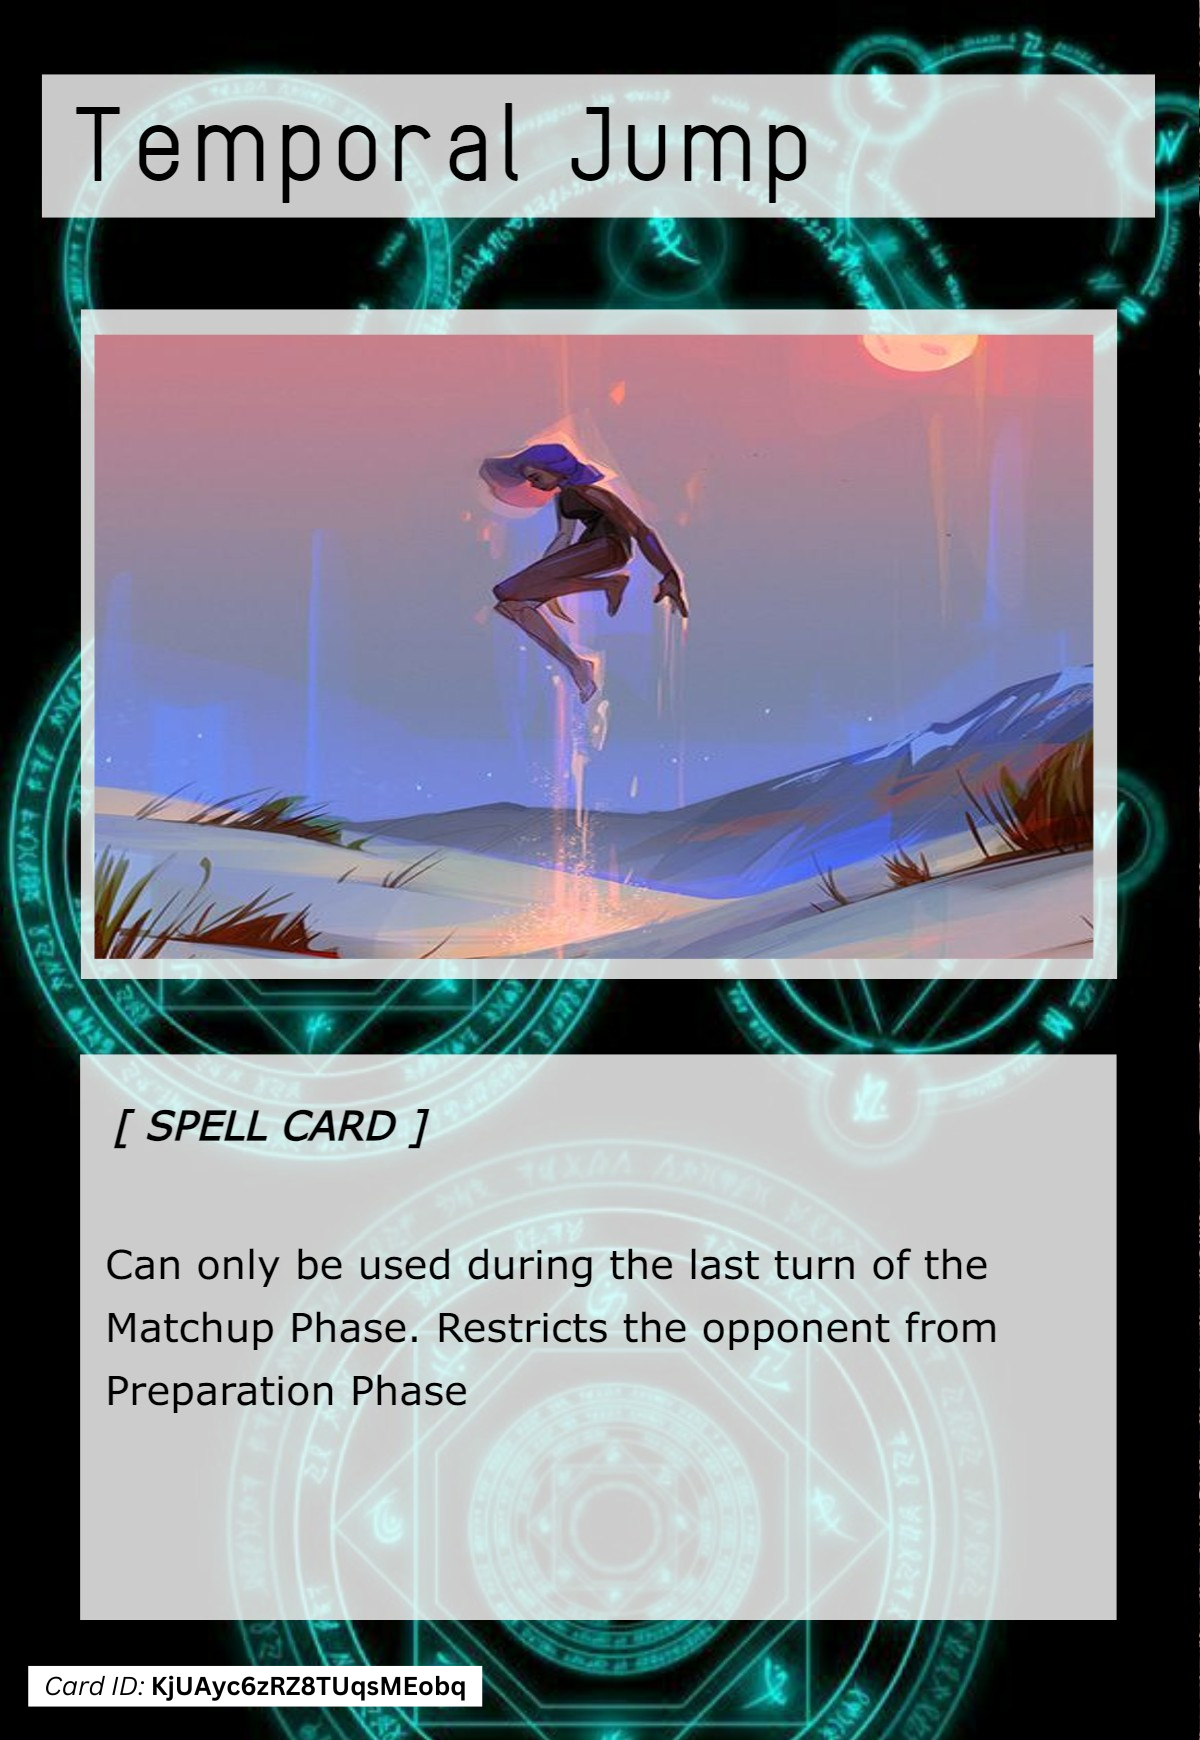 Temporal Jump
[ SPELL CARD ]
Can only be used during the last turn of the
Matchup Phase. Restricts the opponent from
Preparation Phase
Card ID: KjUAyc6zRZ8TUqsMEobq